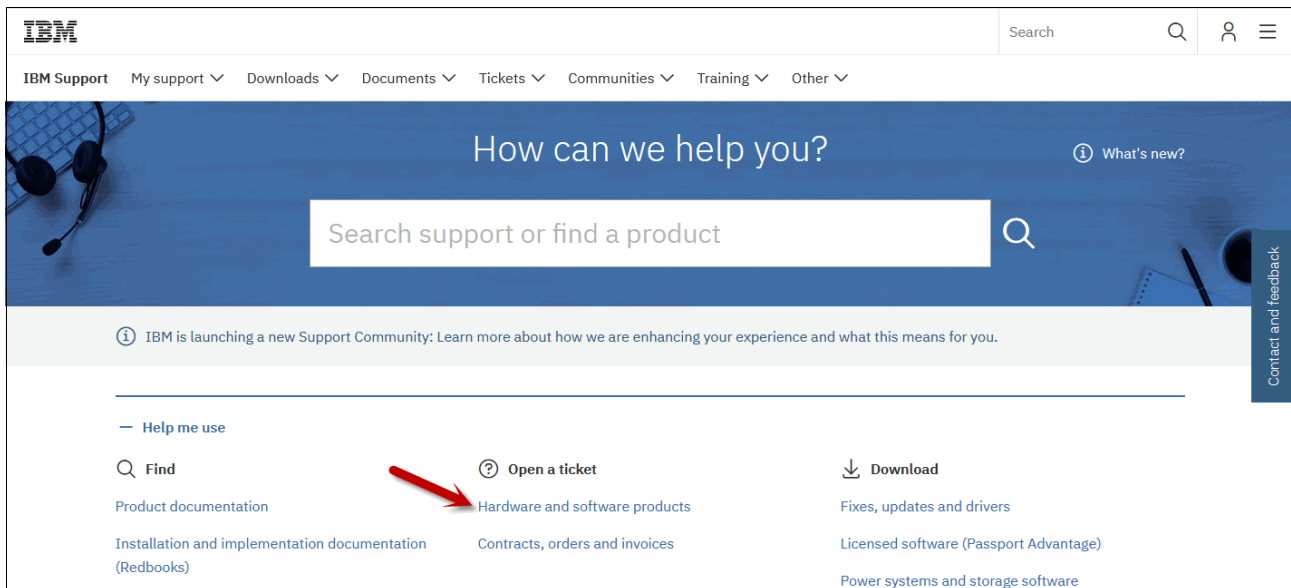 IBM
Search
IBM Support My support Downloads Documents Tickets Communities Training Other
How can we help you?
What's new?
Search support or find a product
Contact and feedback
IBM is launching a new Support Community: Learn more about how we are enhancing your experience and what this means for you.
Help me use
Find
Product documentation
Installation and implementation documentation
(Redbooks)
Open a ticket
Hardware and software products
Contracts, orders and invoices
Download
Fixes, updates and drivers
Licensed software (Passport Advantage)
Power systems and storage software